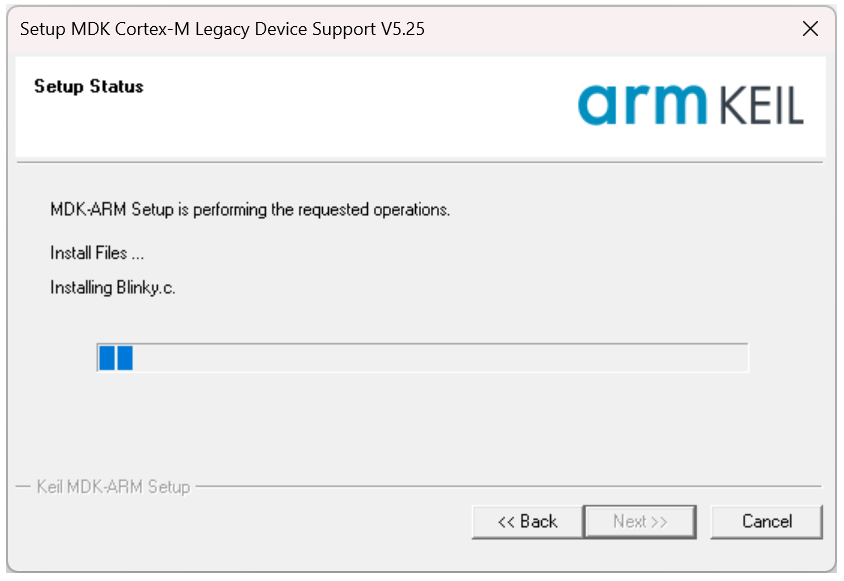 Setup MDK Cortex-M Legacy Device Support V5.25
Setup Status
arm KEIL
MDK-ARM Setup is performing the requested operations.
Install Files ...
Installing Blinky.c.
Keil MDK-ARM Setup
<< Back
Next >>
Cancel